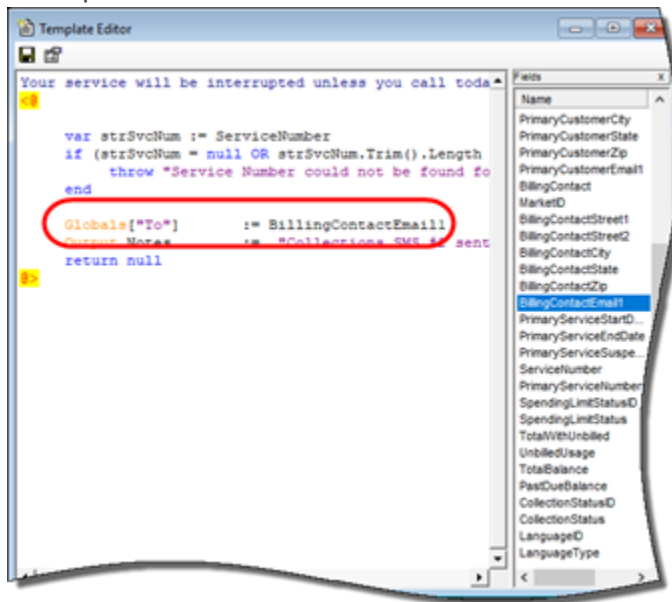 Template Editor
Your service will be interrupted unless you call toda
<@
var strSvcNum := ServiceNumber
if (strSvcNum = null OR strSvcNum.Trim().Length
throw "Service Number could not be found fo
end
Globals["To"] := BillingContactEmail1
Output.Notes := "Collections SMS #1 sent
return null
@>
Fields x
Name
PrimaryCustomerCity
PrimaryCustomerState
PrimaryCustomerZip
PrimaryCustomerEmail1
BillingContact
MarketID
BillingContactStreet1
BillingContactStreet2
BillingContactCity
BillingContactState
BillingContactZip
BillingContactEmail1
PrimaryServiceStartD...
PrimaryServiceEndDate
PrimaryServiceSuspe...
ServiceNumber
PrimaryServiceNumber
SpendingLimitStatusID
SpendingLimitStatus
TotalWithUnbilled
UnbilledUsage
TotalBalance
PastDueBalance
CollectionStatusID
CollectionStatus
LanguageID
LanguageType